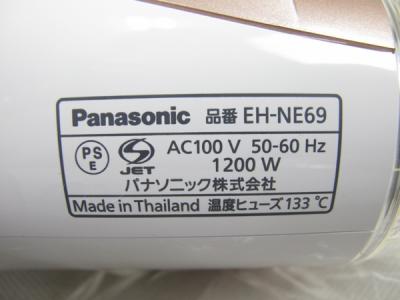 Panasonic 品番 EH-NE69
PS E JET AC100 V 50-60 Hz
1200 W
パナソニック株式会社
Made in Thailand 温度ヒューズ 133 ℃